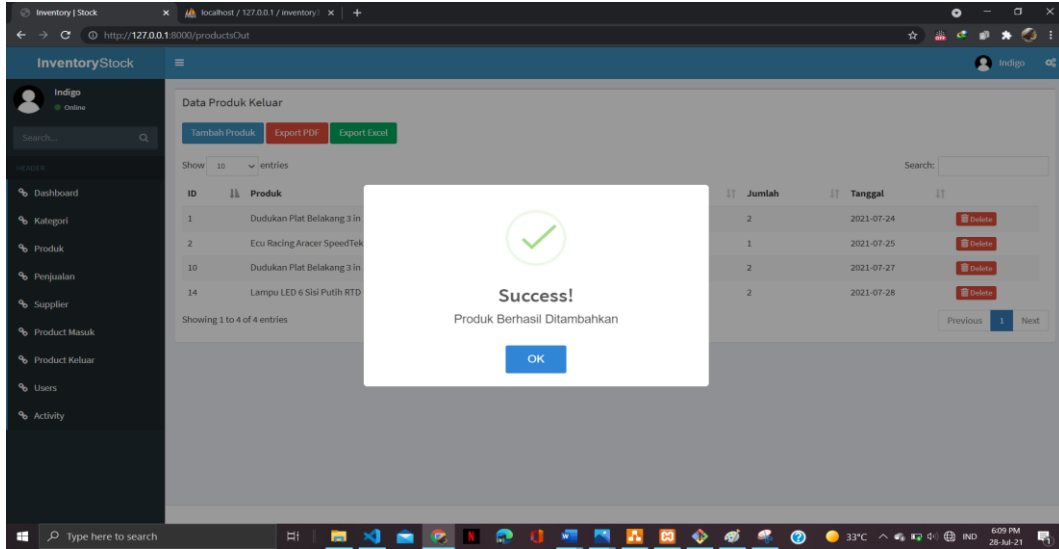 Inventory | Stock
localhost / 127.0.0.1 / inventory
http://127.0.0.1:8000/productsOut
InventoryStock
Indigo
Indigo
Online
Search...
HEADER
Dashboard
Kategori
Produk
Penjualan
Supplier
Product Masuk
Product Keluar
Users
Activity
Data Produk Keluar
Tambah Produk Export PDF Export Excel
Show 10 entries Search:
ID Produk Jumlah Tanggal
1 Dudukan Plat Belakang 3 in 2 2021-07-24 Delete
2 Ecu Racing Aracer SpeedTek 1 2021-07-25 Delete
10 Dudukan Plat Belakang 3 in 2 2021-07-27 Delete
14 Lampu LED 6 Sisi Putih RTD 2 2021-07-28 Delete
Showing 1 to 4 of 4 entries Previous 1 Next
Success!
Produk Berhasil Ditambahkan
OK
Type here to search
33°C IND
6:09 PM
28-Jul-21